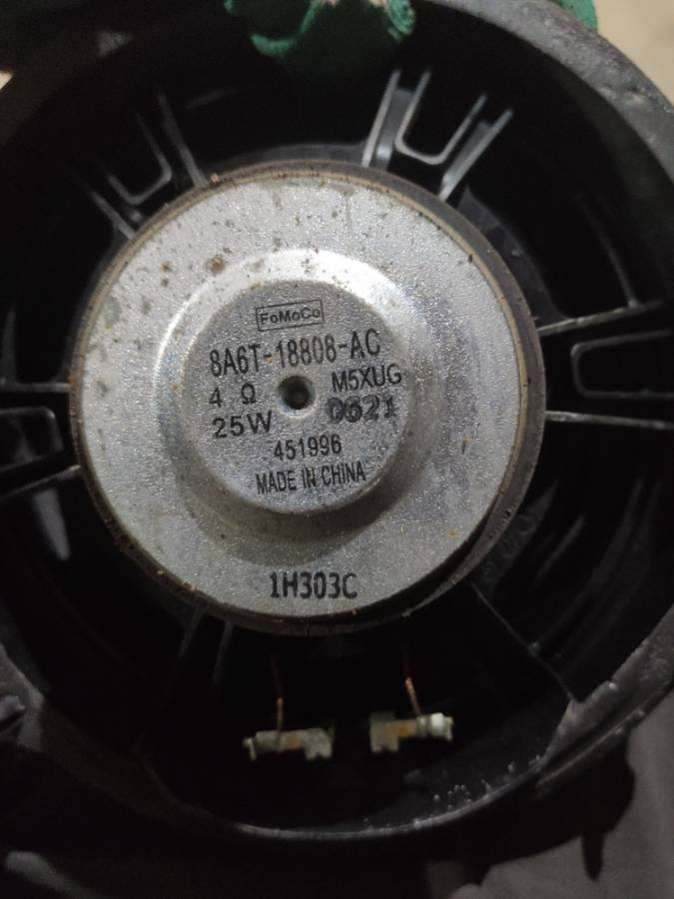 FoMoCo
8A6T-18808-AC
4 Ω M5XUG
25W 0621
451996
MADE IN CHINA
1H303C